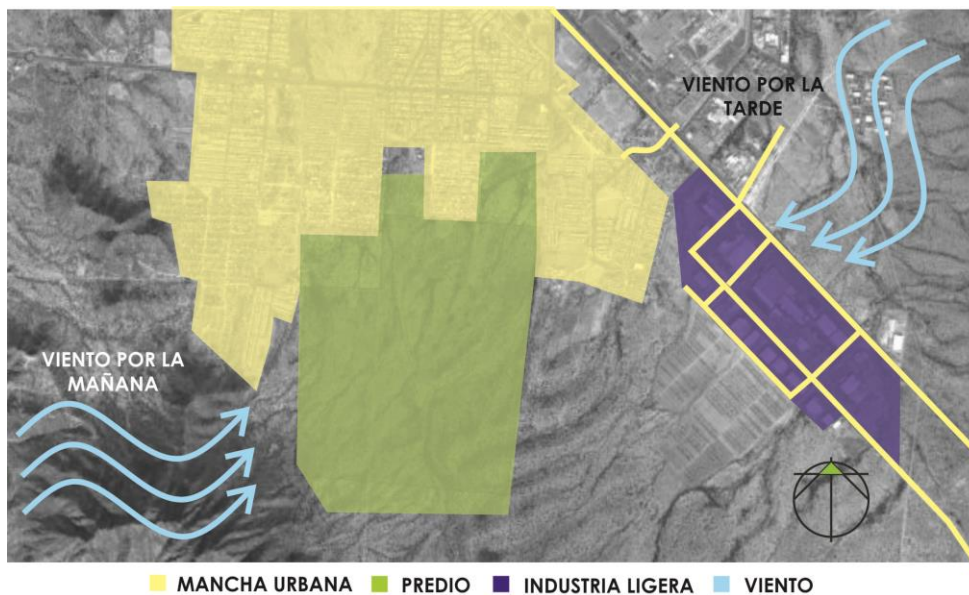 VIENTO POR LA
TARDE
VIENTO POR LA
MAÑANA
MANCHA URBANA
PREDIO
INDUSTRIA LIGERA
VIENTO